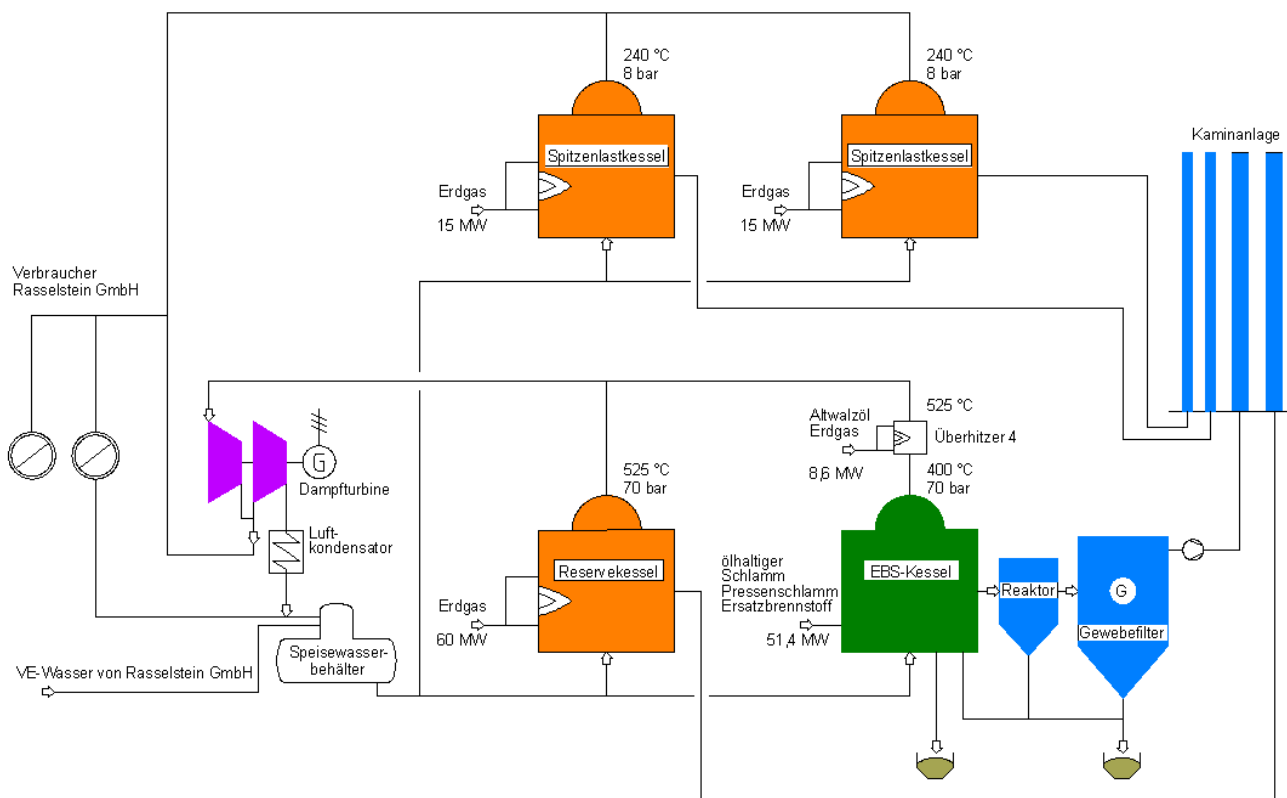 240 °C
8 bar
240 °C
8 bar
Kaminanlage
Spitzenlastkessel
Spitzenlastkessel
Erdgas
15 MW
Erdgas
15 MW
Verbraucher
Rasselstein GmbH
Altwalzöl
Erdgas
8,6 MW
525 °C
Überhitzer 4
G
Dampfturbine
525 °C
70 bar
400 °C
70 bar
Luft-
kondensator
Reservekessel
Erdgas
60 MW
ölhaltiger
Schlamm
Pressenschlamm
Ersatzbrennstoff
51,4 MW
EBS-Kessel
Reaktor
G
Gewebefilter
Speisewasser-
behälter
VE-Wasser von Rasselstein GmbH